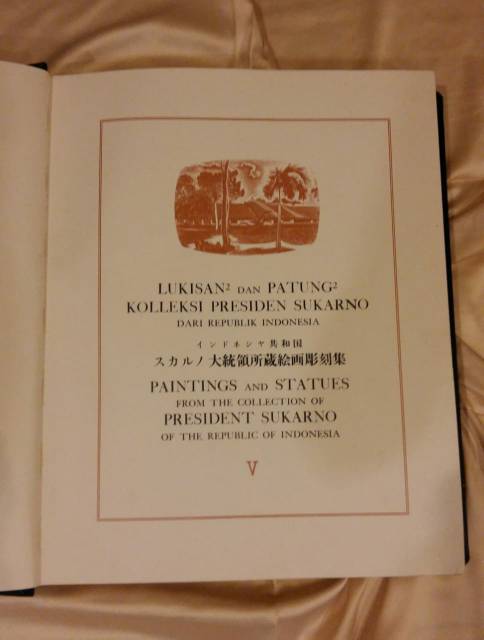 LUKISAN² DAN PATUNG²
KOLLEKSI PRESIDEN SUKARNO
DARI REPUBLIK INDONESIA
インドネシヤ共和国
スカルノ大統領所蔵絵画彫刻集
PAINTINGS AND STATUES
FROM THE COLLECTION OF
PRESIDENT SUKARNO
OF THE REPUBLIC OF INDONESIA
V